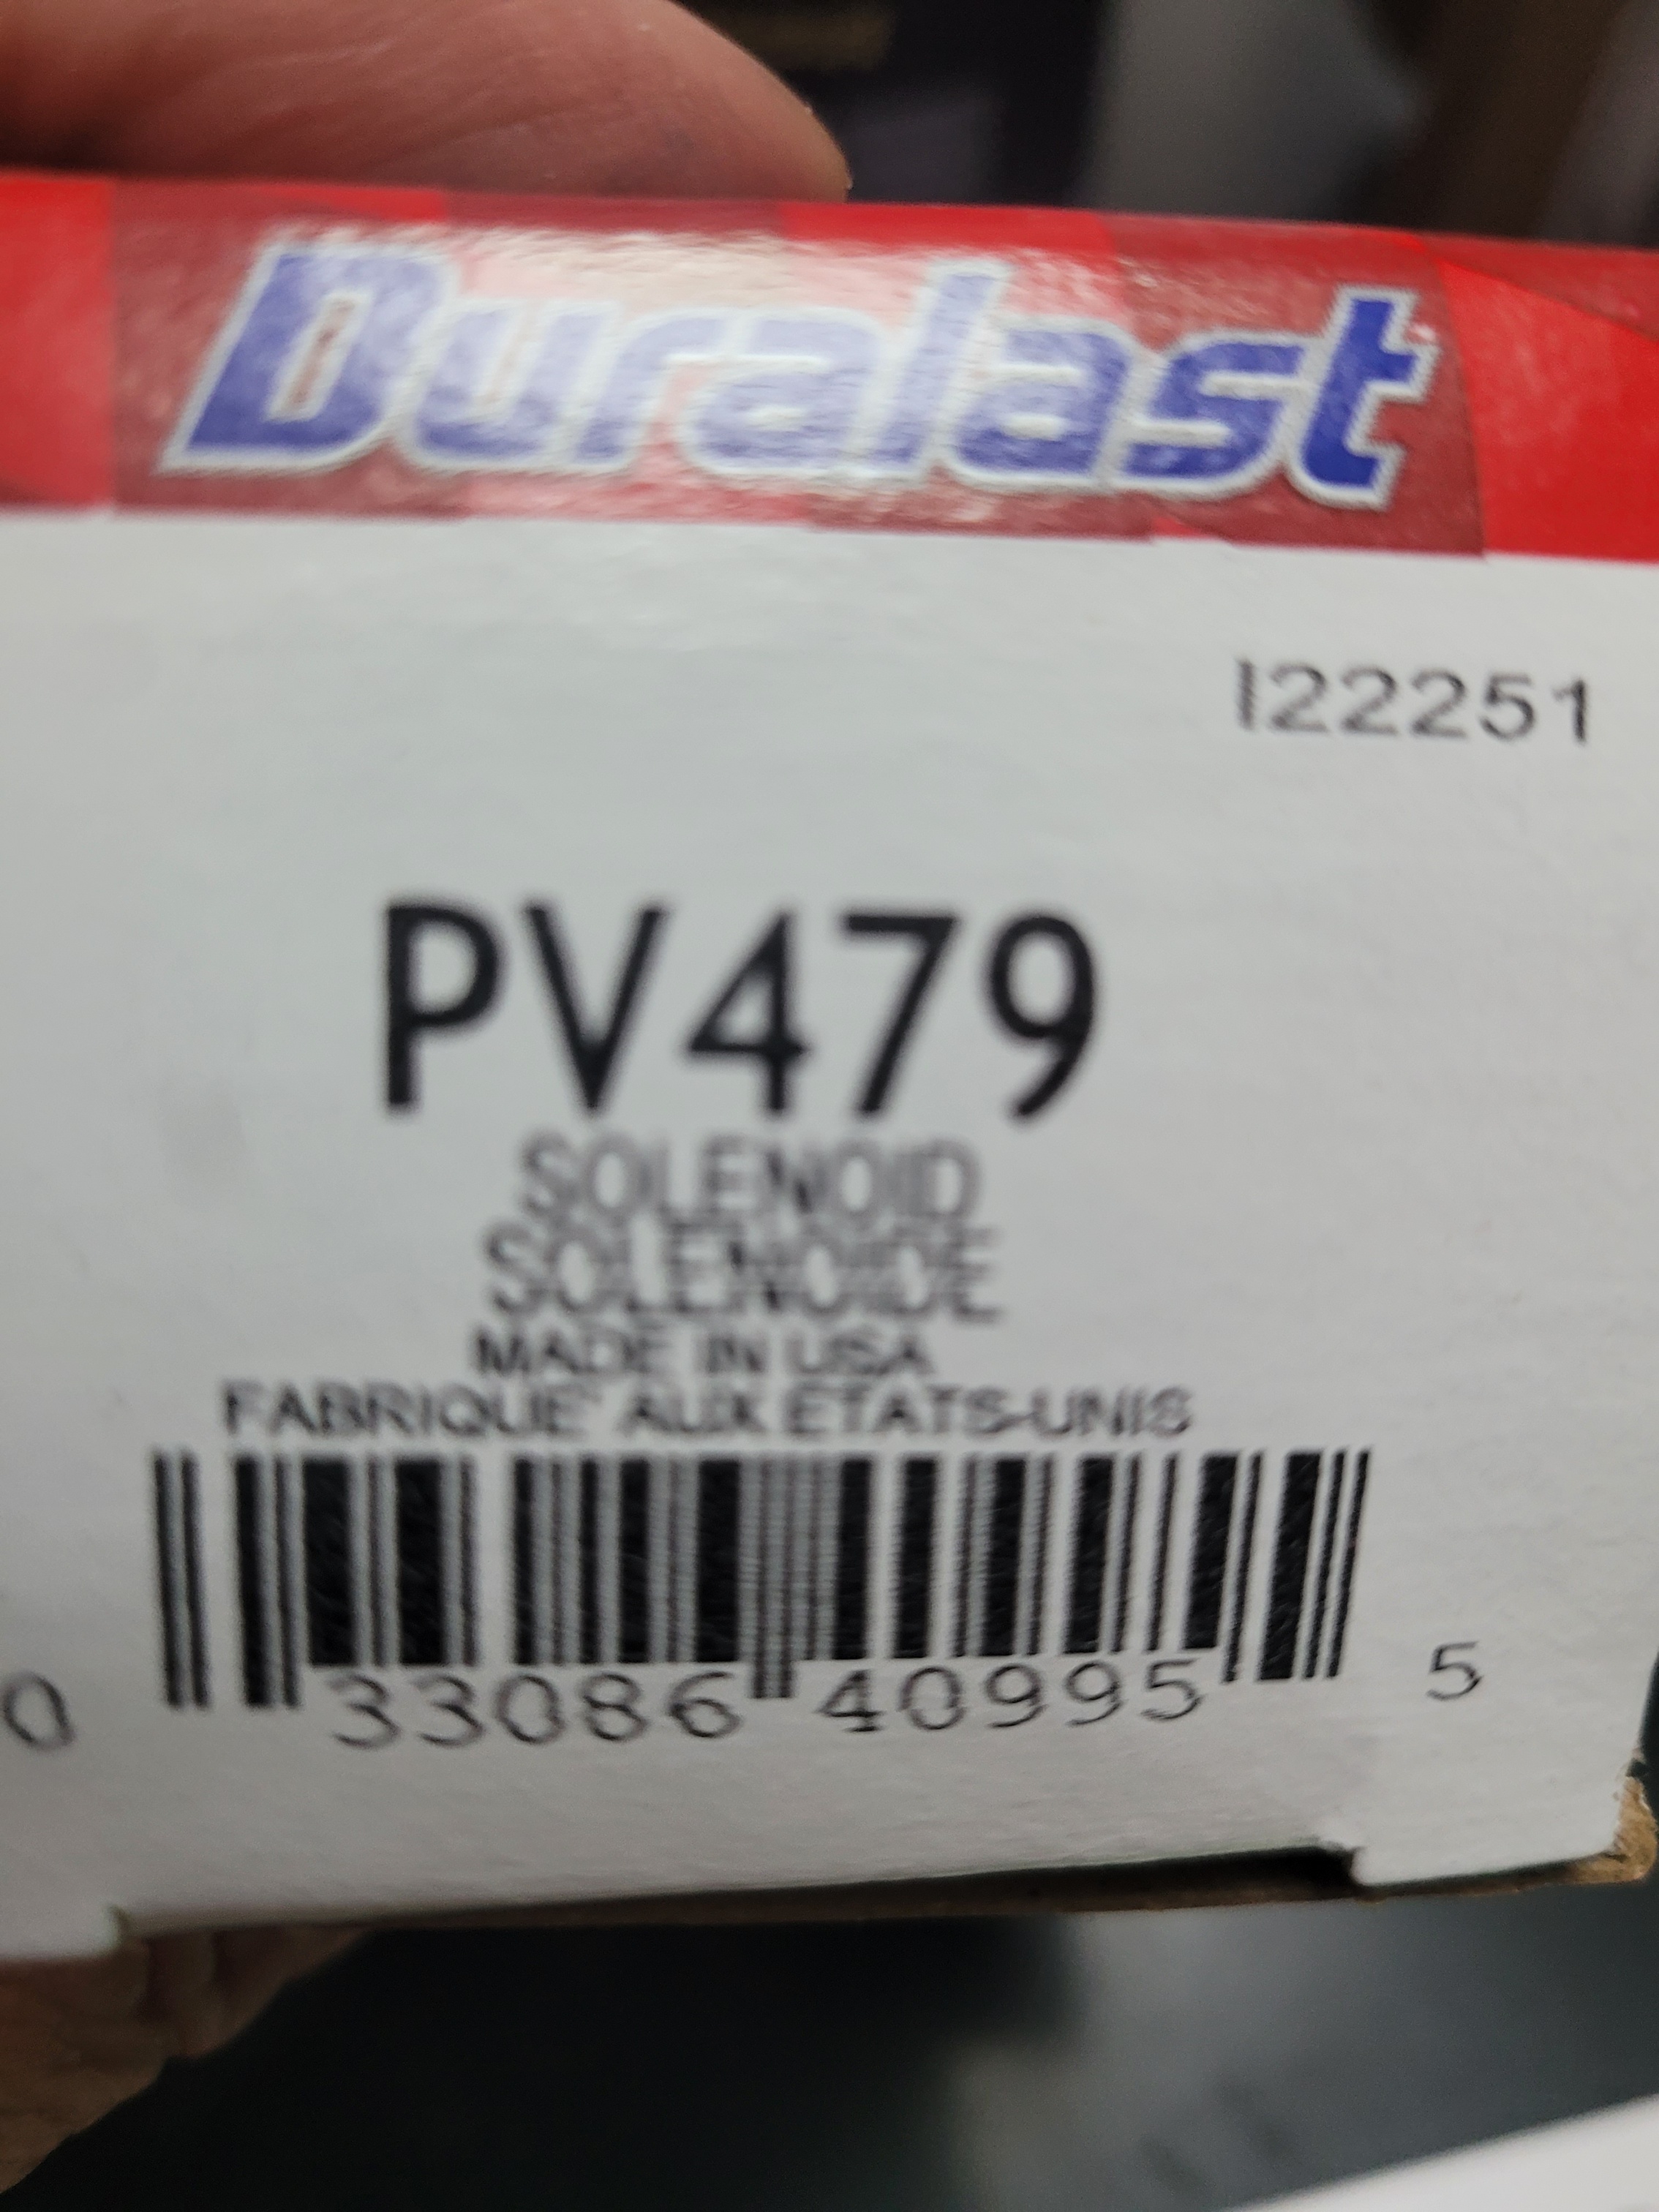 Duralast
I22251
PV479
SOLENOID
SOLENOIDE
MADE IN USA
FABRIQUE' AUX ETATS-UNIS
0 33086 40995 5